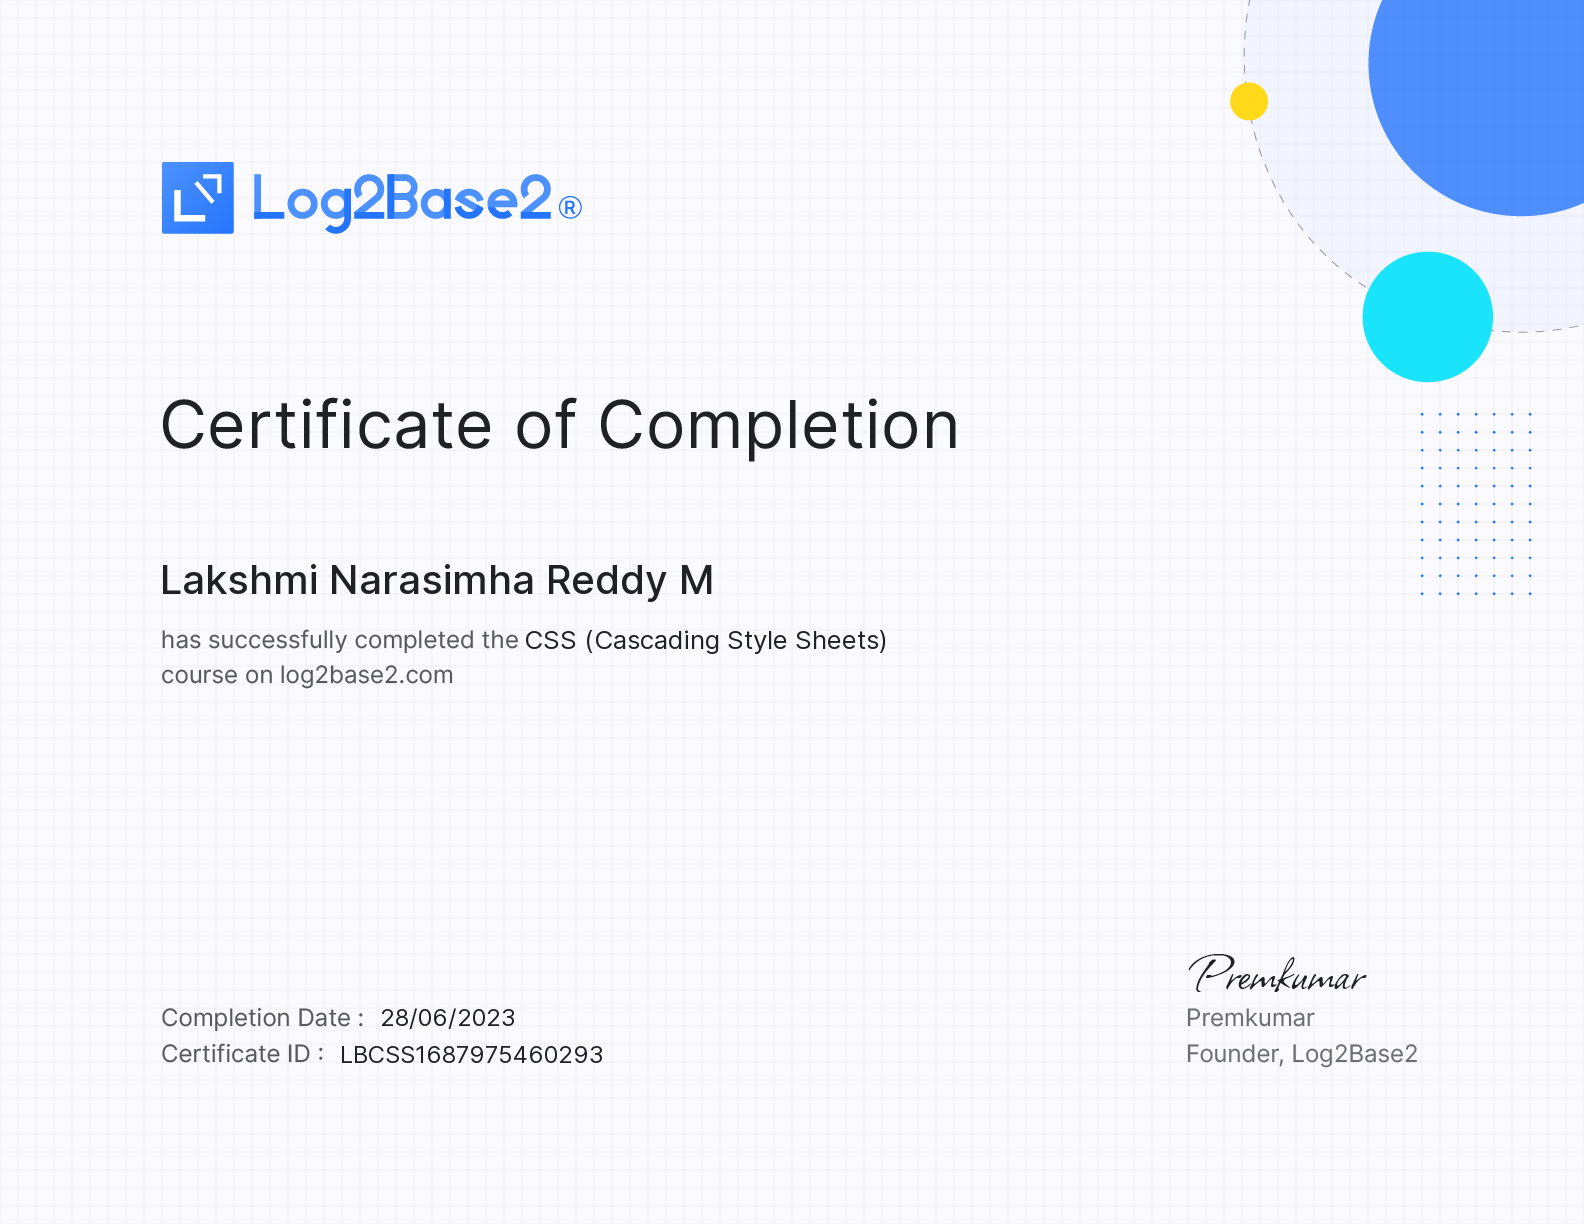 Log2Base2®
Certificate of Completion
Lakshmi Narasimha Reddy M
has successfully completed the CSS (Cascading Style Sheets)
course on log2base2.com
Completion Date : 28/06/2023
Certificate ID : LBCSS1687975460293
Premkumar
Premkumar
Founder, Log2Base2